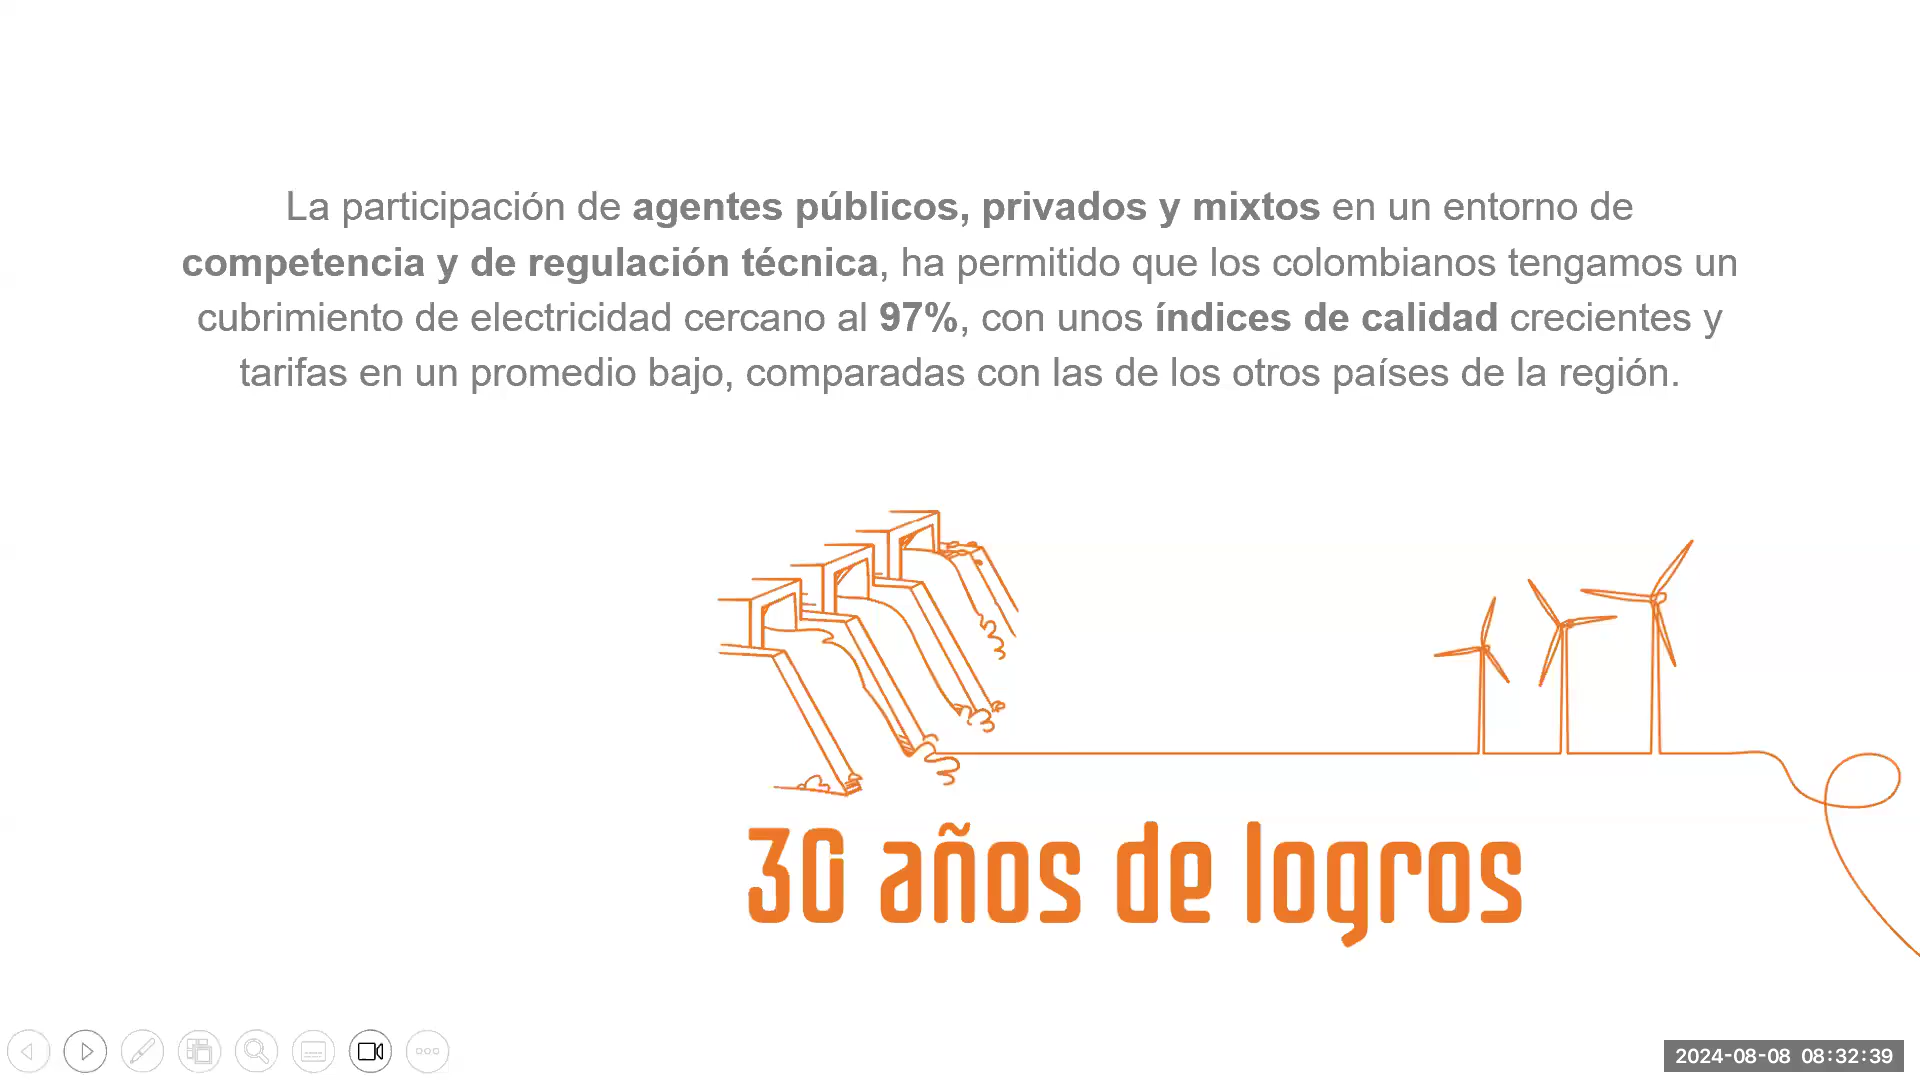 La participación de agentes públicos, privados y mixtos en un entorno de
competencia y de regulación técnica, ha permitido que los colombianos tengamos un
cubrimiento de electricidad cercano al 97%, con unos índices de calidad crecientes y
tarifas en un promedio bajo, comparadas con las de los otros países de la región.
30 años de logros
2024-08-08 08:32:39